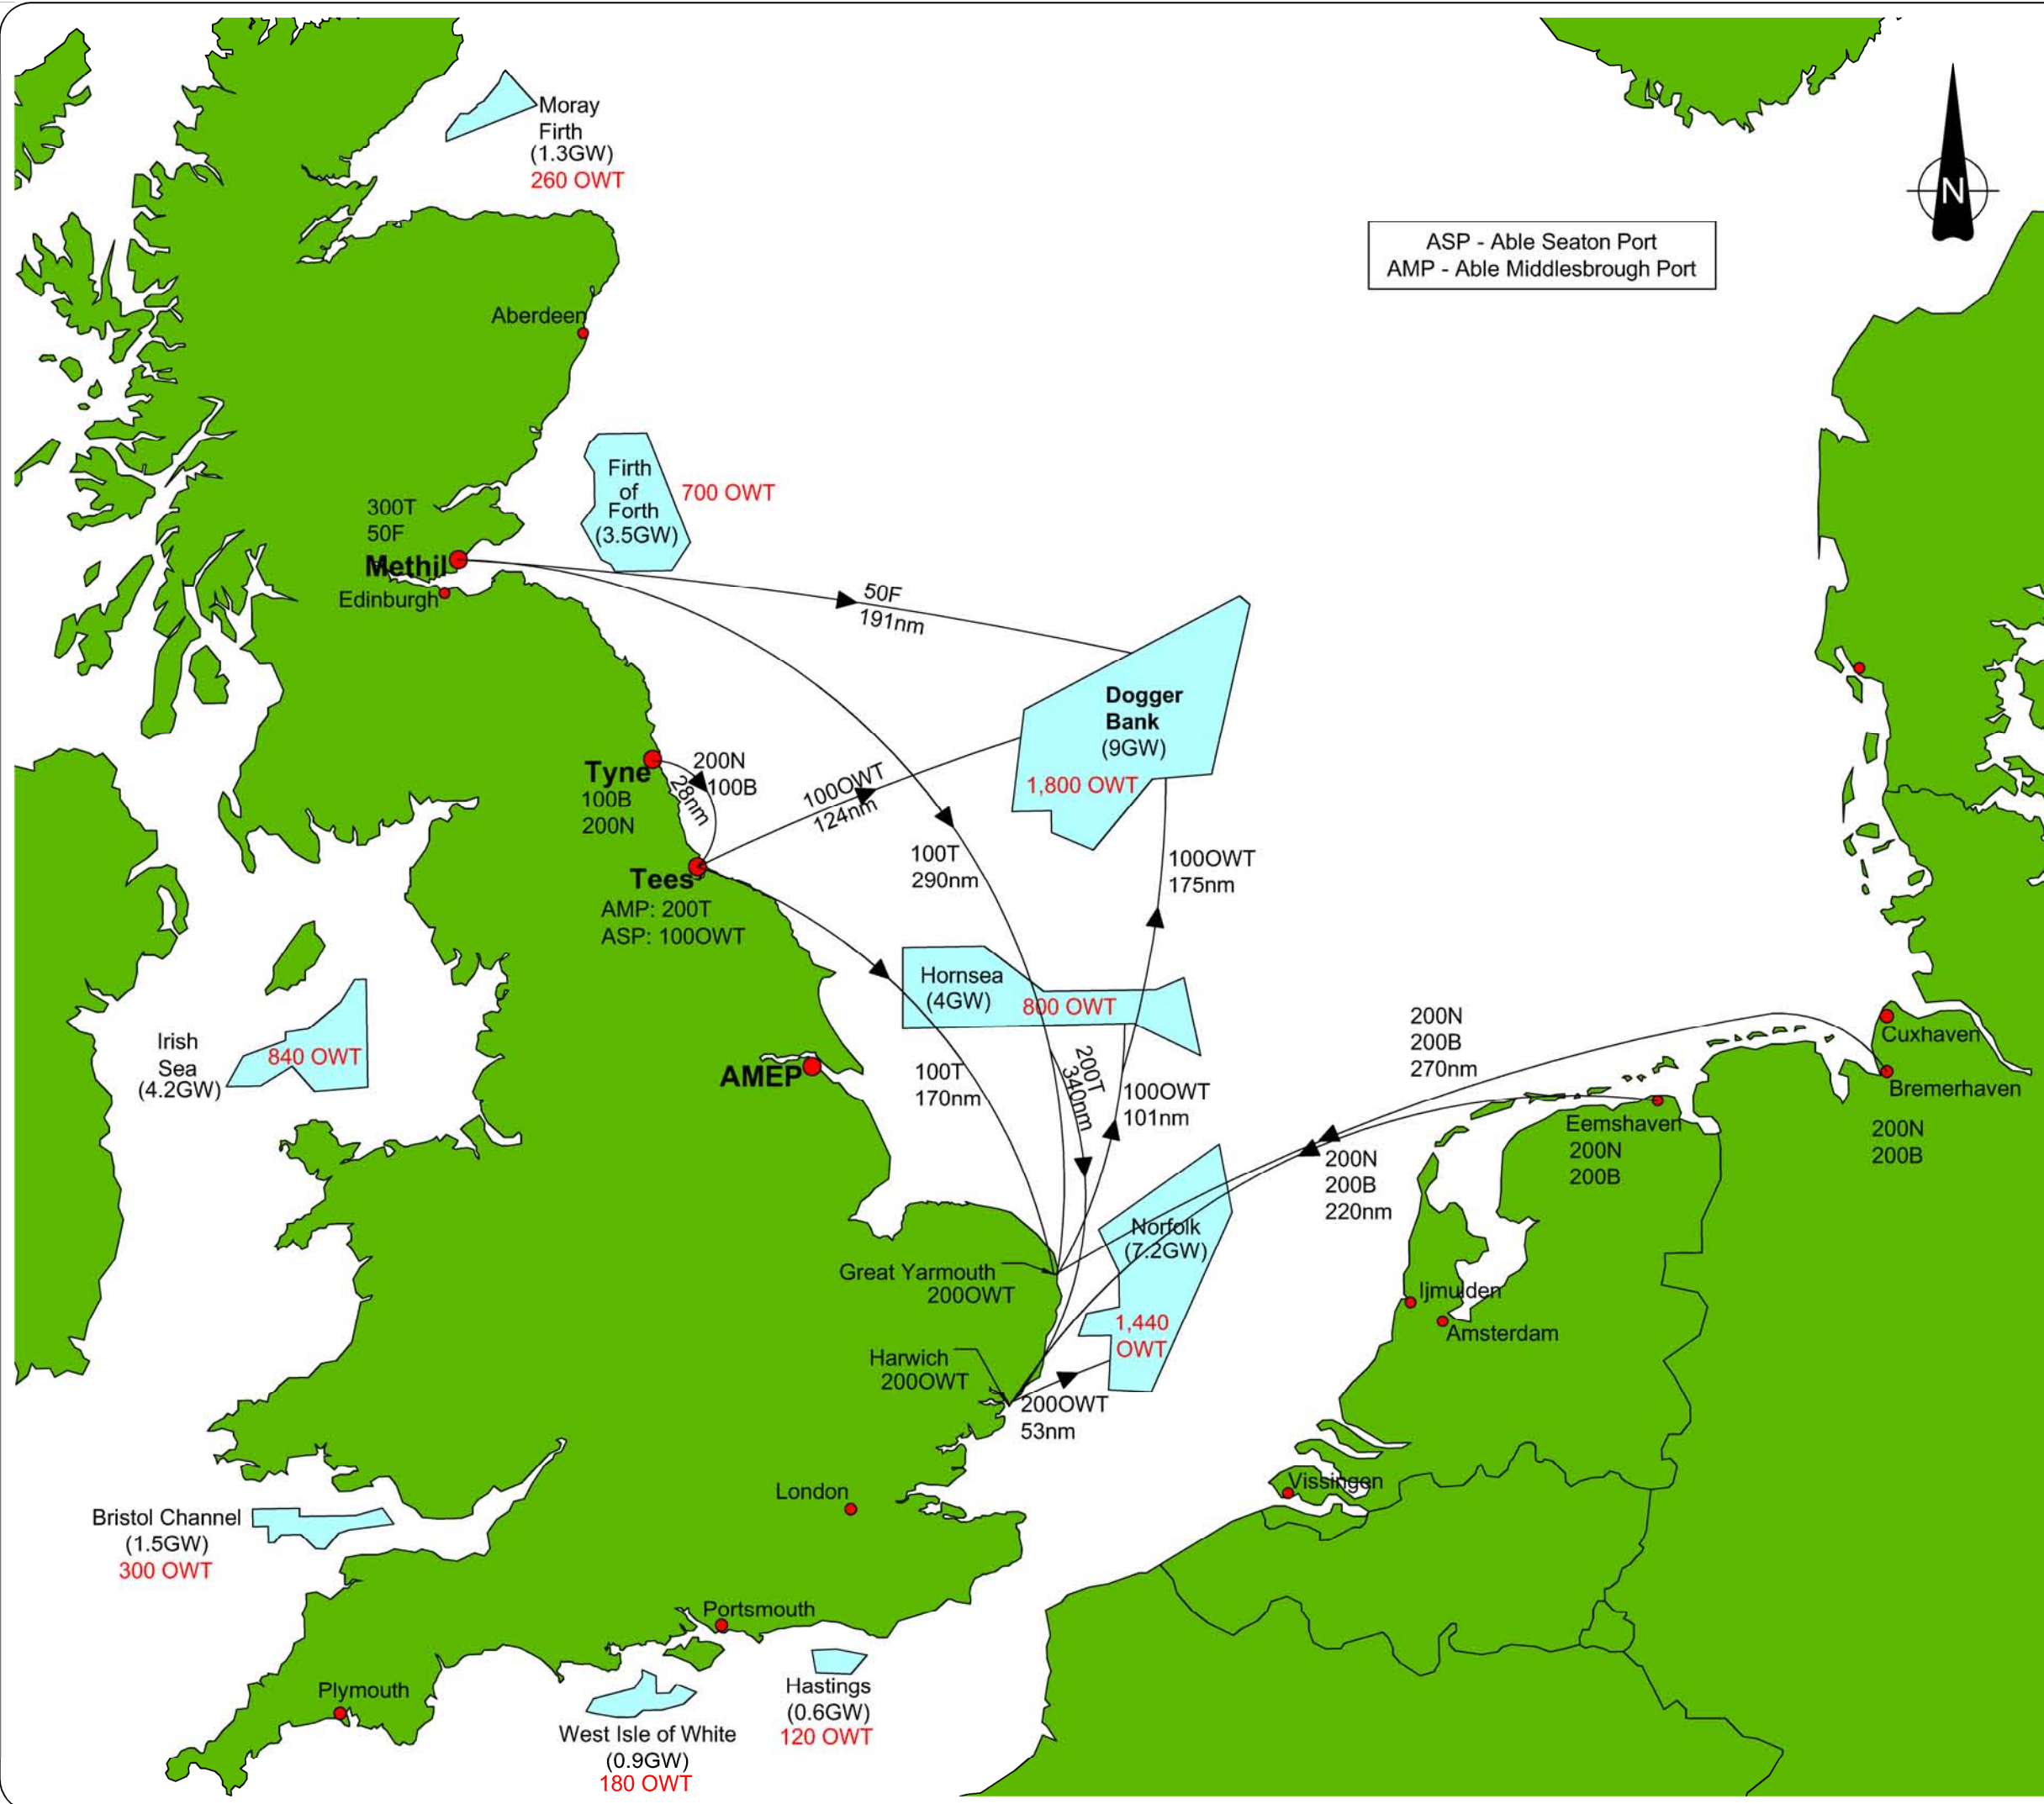 Moray
Firth
(1.3GW)
260 OWT
N
ASP - Able Seaton Port
AMP - Able Middlesbrough Port
Aberdeen
Firth
of
Forth
(3.5GW)
700 OWT
300T
50F
Methil
Edinburgh
50F
191nm
Dogger
Bank
(9GW)
1,800 OWT
Tyne
100B
200N
200N
100B
28nm
100OWT
124nm
100T
290nm
100OWT
175nm
Tees
AMP: 200T
ASP: 100OWT
Hornsea
(4GW)
800 OWT
Irish
Sea
(4.2GW)
840 OWT
AMEP
100T
170nm
200T
340nm
100OWT
101nm
200N
200B
270nm
Cuxhaven
Bremerhaven
200N
200B
Eemshaven
200N
200B
200N
200B
220nm
Norfolk
(7.2GW)
1,440
OWT
Great Yarmouth
200OWT
Harwich
200OWT
200OWT
53nm
Ijmuiden
Amsterdam
Vissingen
London
Bristol Channel
(1.5GW)
300 OWT
Portsmouth
Plymouth
Hastings
(0.6GW)
120 OWT
West Isle of White
(0.9GW)
180 OWT